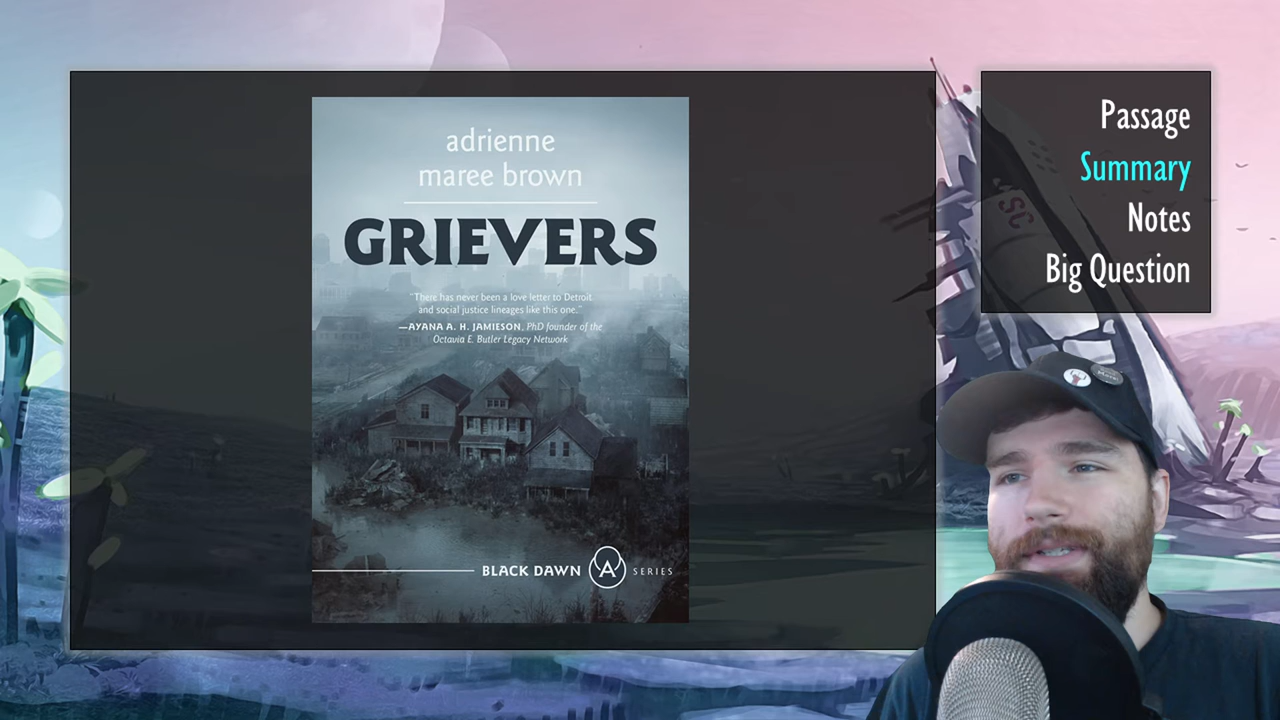 adrienne
maree brown
GRIEVERS
"There has never been a love letter to Detroit
and social justice lineages like this one."
—AYANA A. H. JAMIESON, PhD founder of the
Octavia E. Butler Legacy Network
BLACK DAWN A SERIES
Passage
Summary
Notes
Big Question